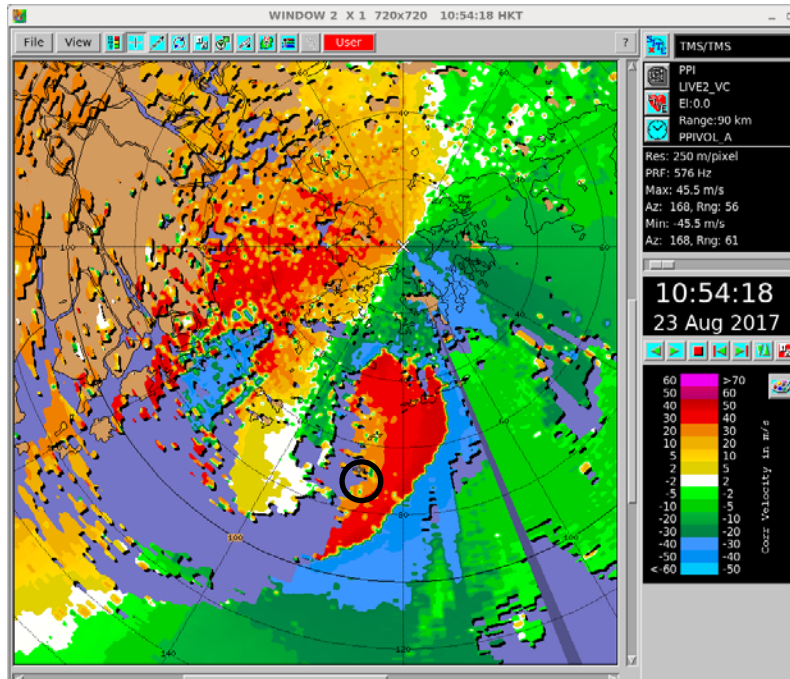 WINDOW 2 X 1 720x720 10:54:18 HKT
File View User ?
TMS/TMS
PPI
LIVE2_VC
El:0.0
Range:90 km
PPIVOL_A
Res: 250 m/pixel
PRF: 576 Hz
Max: 45.5 m/s
Az: 168, Rng: 56
Min: -45.5 m/s
Az: 168, Rng: 61
10:54:18
23 Aug 2017
60 >70
50 60
40 50
30 40
20 30
10 20
5 10
2 5
-2 2
-5 -2
-10 -5
-20 -10
-30 -20
-40 -30
-50 -40
<-60 -50
Corr Velocity in m/s
100
60
80
100
100
140
120